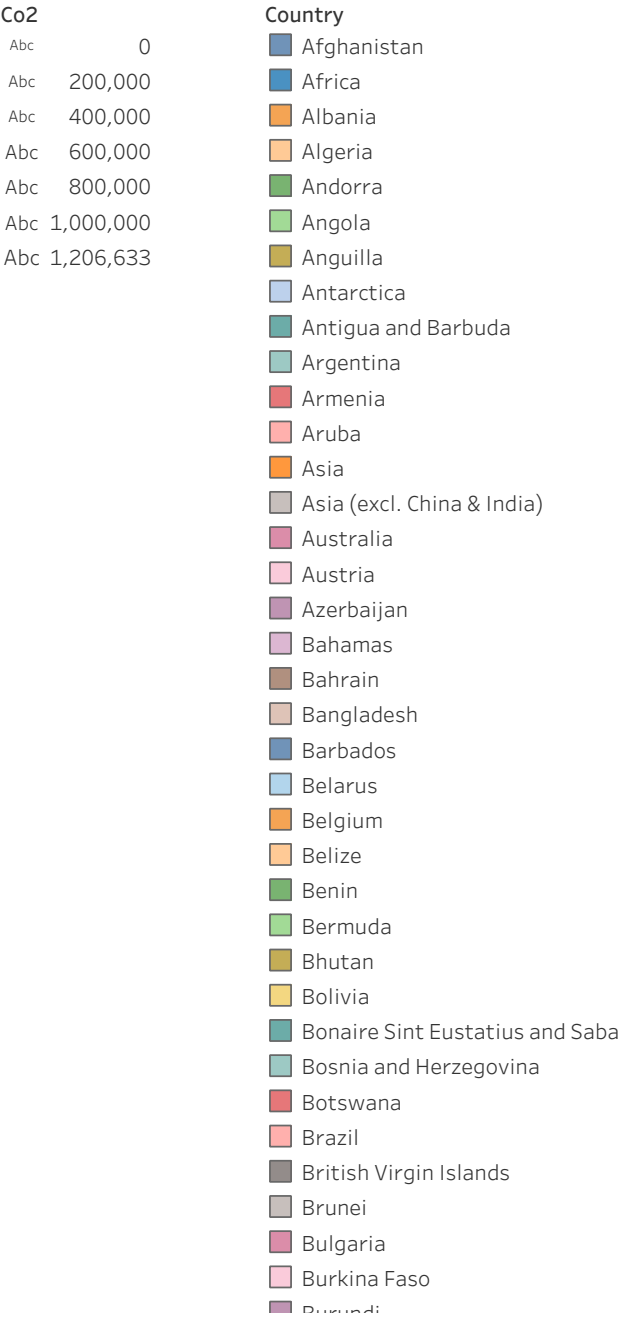 Co2
Abc 0
Abc 200,000
Abc 400,000
Abc 600,000
Abc 800,000
Abc 1,000,000
Abc 1,206,633
Country
Afghanistan
Africa
Albania
Algeria
Andorra
Angola
Anguilla
Antarctica
Antigua and Barbuda
Argentina
Armenia
Aruba
Asia
Asia (excl. China & India)
Australia
Austria
Azerbaijan
Bahamas
Bahrain
Bangladesh
Barbados
Belarus
Belgium
Belize
Benin
Bermuda
Bhutan
Bolivia
Bonaire Sint Eustatius and Saba
Bosnia and Herzegovina
Botswana
Brazil
British Virgin Islands
Brunei
Bulgaria
Burkina Faso
Burundi